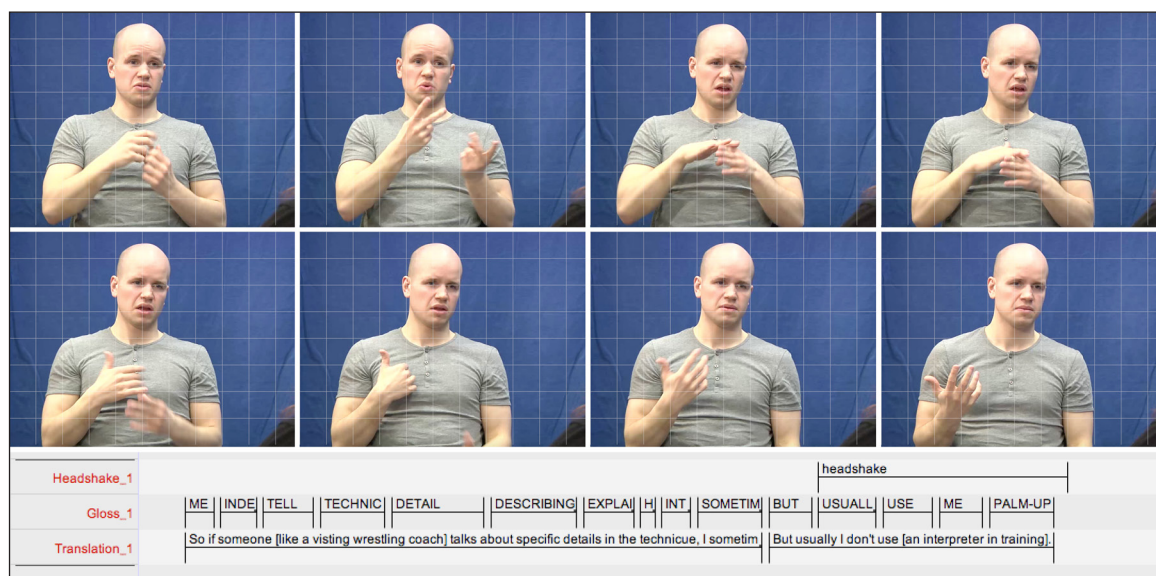 Headshake_1 headshake
Gloss_1 ME INDE TELL TECHNIC DETAIL DESCRIBING EXPLAI H INT SOMETIM BUT USUALL USE ME PALM-UP
Translation_1 So if someone [like a visting wrestling coach] talks about specific details in the technicue, I sometim But usually I don't use [an interpreter in training].